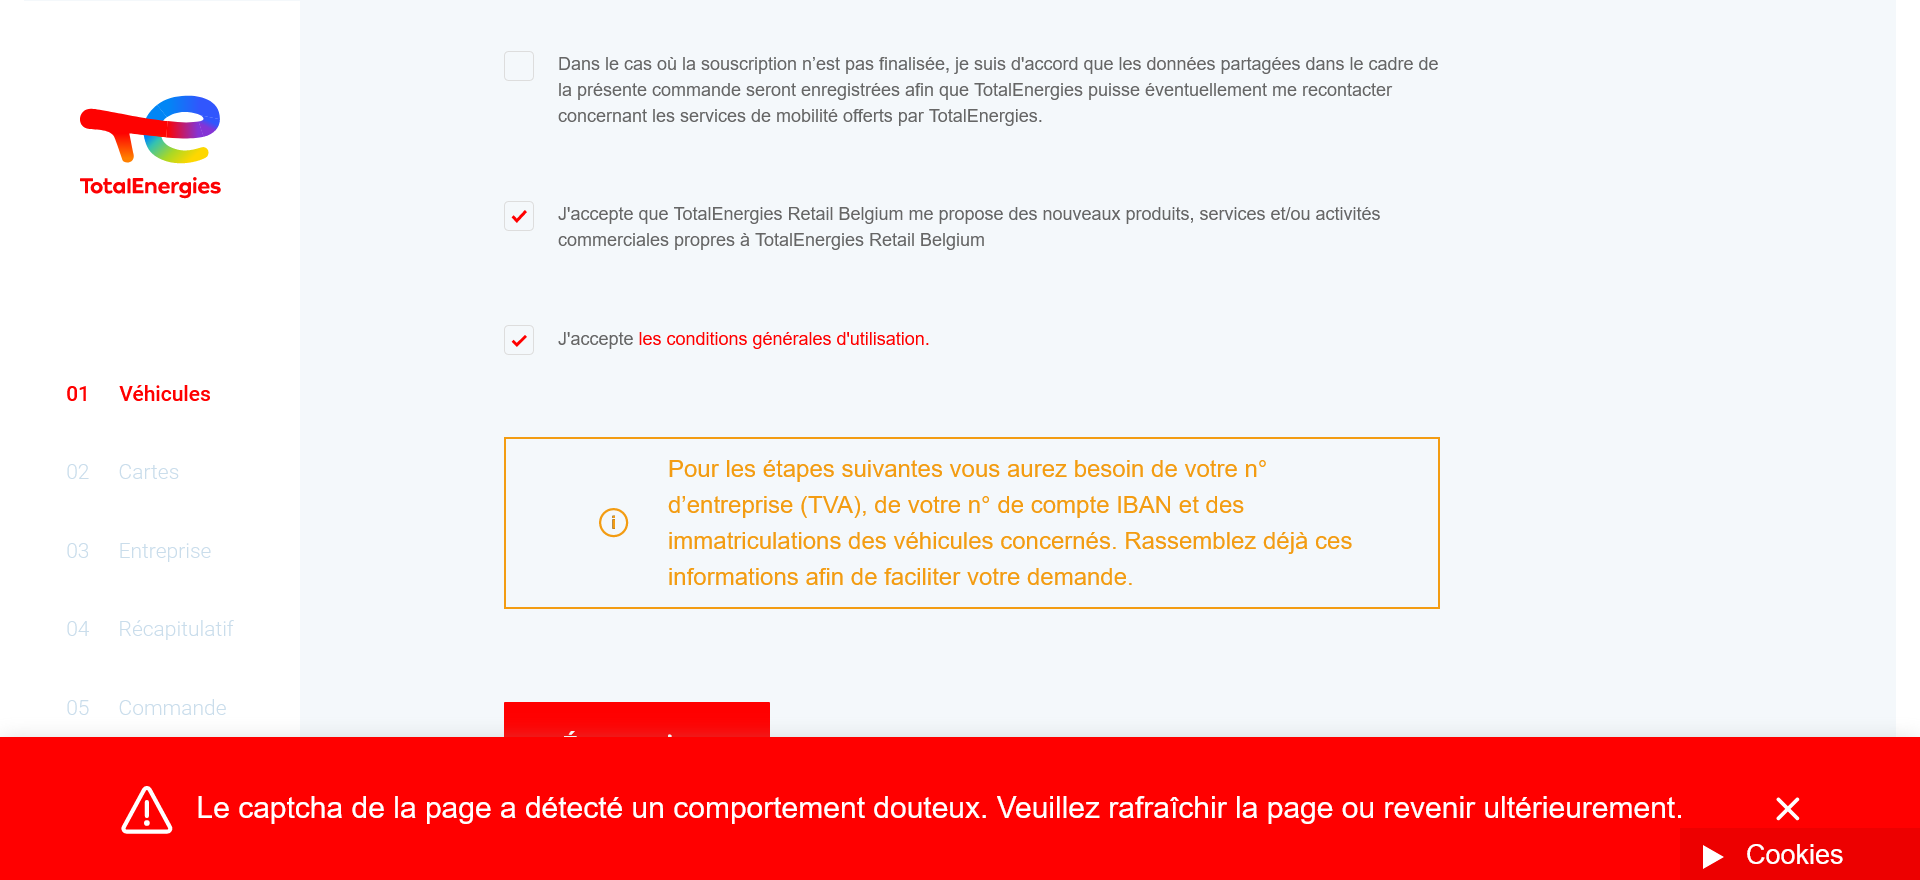 Dans le cas où la souscription n’est pas finalisée, je suis d'accord que les données partagées dans le cadre de
la présente commande seront enregistrées afin que TotalEnergies puisse éventuellement me recontacter
concernant les services de mobilité offerts par TotalEnergies.
TotalEnergies
J'accepte que TotalEnergies Retail Belgium me propose des nouveaux produits, services et/ou activités
commerciales propres à TotalEnergies Retail Belgium
J'accepte les conditions générales d'utilisation.
01 Véhicules
02 Cartes
03 Entreprise
04 Récapitulatif
05 Commande
Pour les étapes suivantes vous aurez besoin de votre n°
d’entreprise (TVA), de votre n° de compte IBAN et des
immatriculations des véhicules concernés. Rassemblez déjà ces
informations afin de faciliter votre demande.
Le captcha de la page a détecté un comportement douteux. Veuillez rafraîchir la page ou revenir ultérieurement.
Cookies